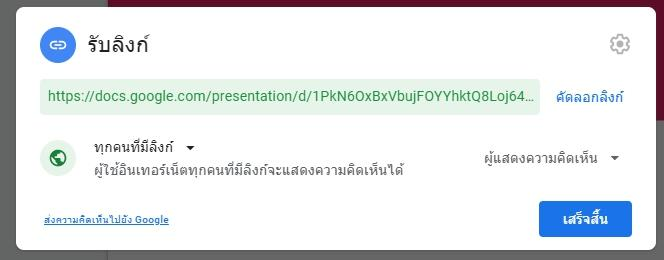 รับลิงก์
https://docs.google.com/presentation/d/1PkN6OxBxVbujFOYYhktQ8Loj64… คัดลอกลิงก์
ทุกคนที่มีลิงก์
ผู้ใช้อินเทอร์เน็ตทุกคนที่มีลิงก์จะแสดงความคิดเห็นได้ ผู้แสดงความคิดเห็น
ส่งความคิดเห็นไปยัง Google เสร็จสิ้น